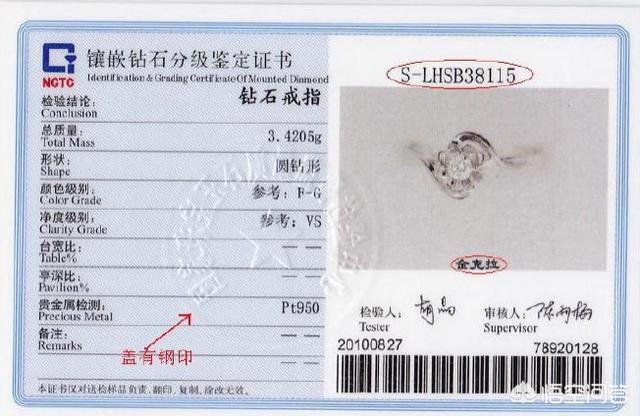 NGTC
镶嵌钻石分级鉴定证书
Identification & Grading Certificate Of Mounted Diamond
检验结论: 钻石戒指
Conclusion
总质量: 3.4205g
Total Mass
形状: 圆钻形
Shape
颜色级别: 参考: F-G
Color Grade
净度级别: 参考: VS
Clarity Grade
台宽比: — —
Table%
亭深比: — —
Pavilion%
贵金属检测: Pt950
Precious Metal
备注: — —
Remarks
盖有钢印
本证书仅对送检样品负责, 翻印、复制、涂改无效。
S-LHSB38115
金克拉
检验人:
Tester
审核人:
Supervisor
20100827 78920128
悟空问答